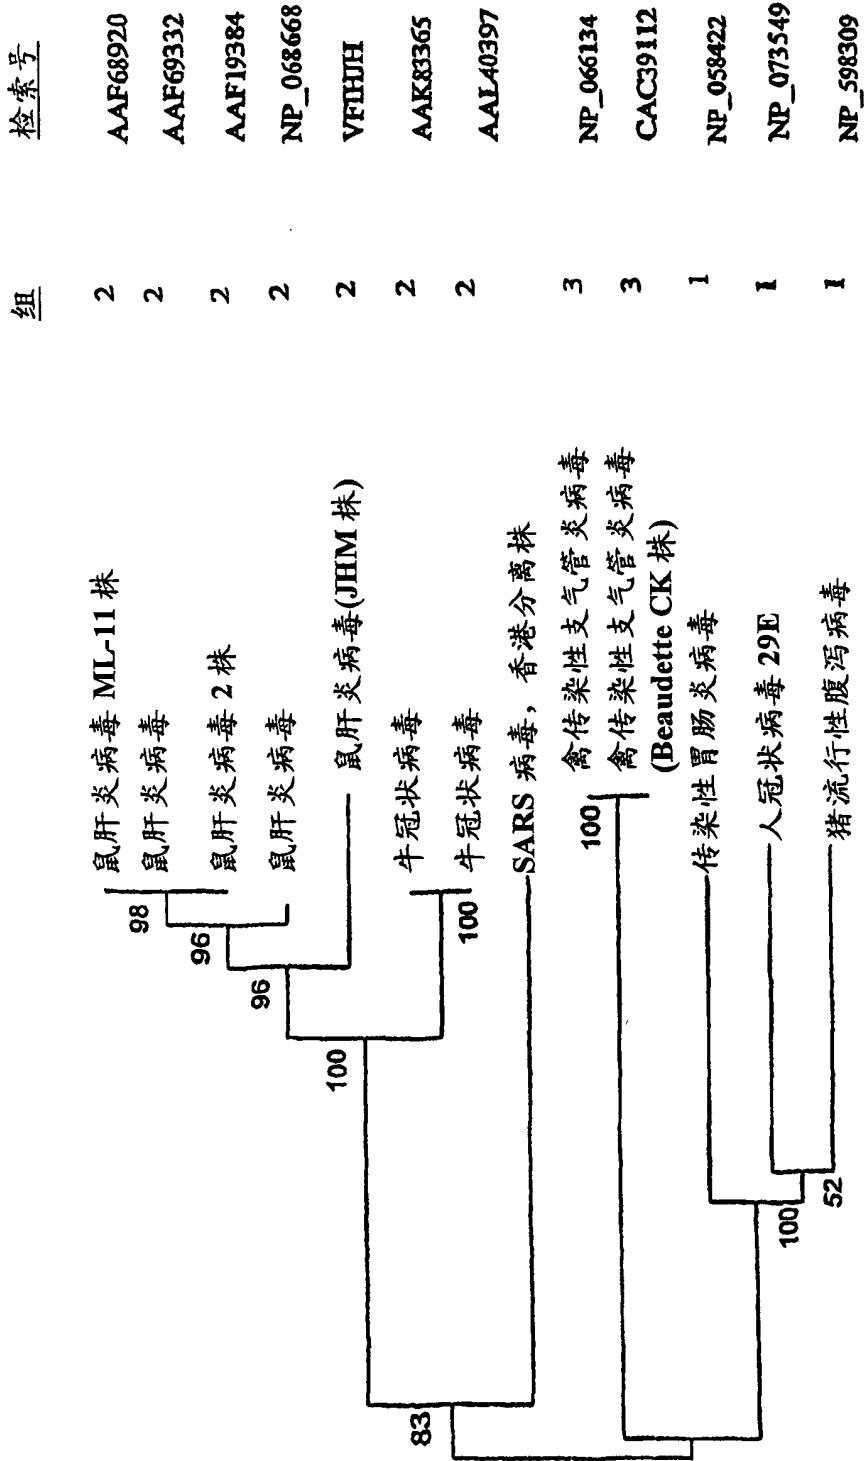 组 检索号
鼠肝炎病毒 ML-11 株 2 AAF68920
鼠肝炎病毒 2 AAF69332
鼠肝炎病毒 2 株 2 AAF19384
鼠肝炎病毒 2 NP_068668
鼠肝炎病毒(JHM 株) 2 VFIHJH
牛冠状病毒 2 AAK83365
牛冠状病毒 2 AAL40397
SARS 病毒，香港分离株
禽传染性支气管炎病毒 3 NP_066134
禽传染性支气管炎病毒 3 CAC39112
(Beaudette CK 株)
传染性胃肠炎病毒 1 NP_058422
人冠状病毒 29E 1 NP_073549
猪流行性腹泻病毒 1 NP_598309
98
96
96
100
100
83
100
100
52